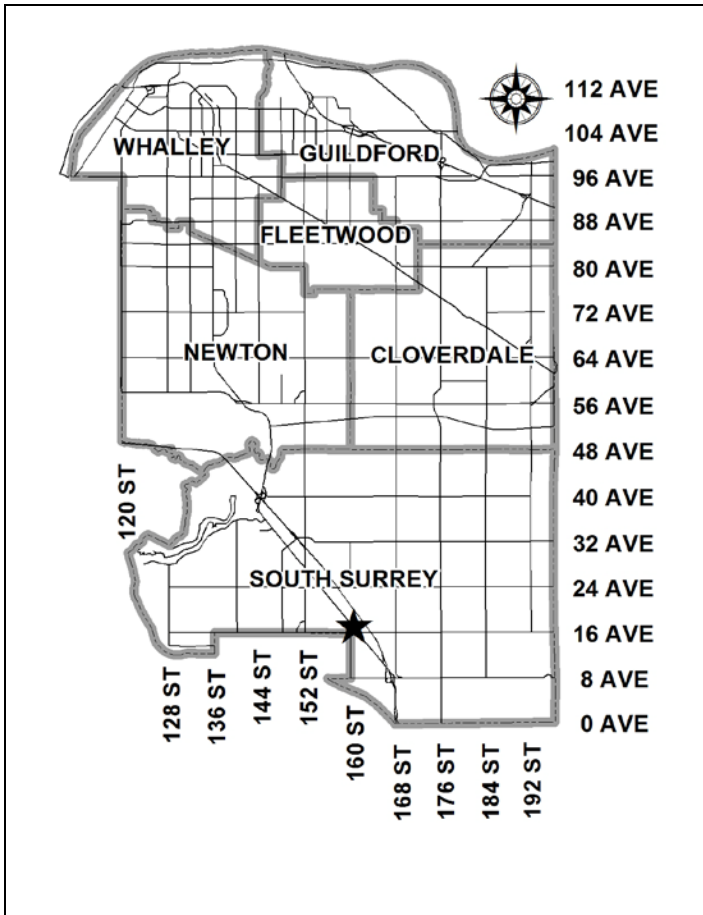 112 AVE
104 AVE
WHALLEY
GUILDFORD
96 AVE
88 AVE
FLEETWOOD
80 AVE
72 AVE
NEWTON
CLOVERDALE
64 AVE
56 AVE
48 AVE
120 ST
40 AVE
32 AVE
SOUTH SURREY
24 AVE
16 AVE
8 AVE
0 AVE
128 ST
136 ST
144 ST
152 ST
160 ST
168 ST
176 ST
184 ST
192 ST